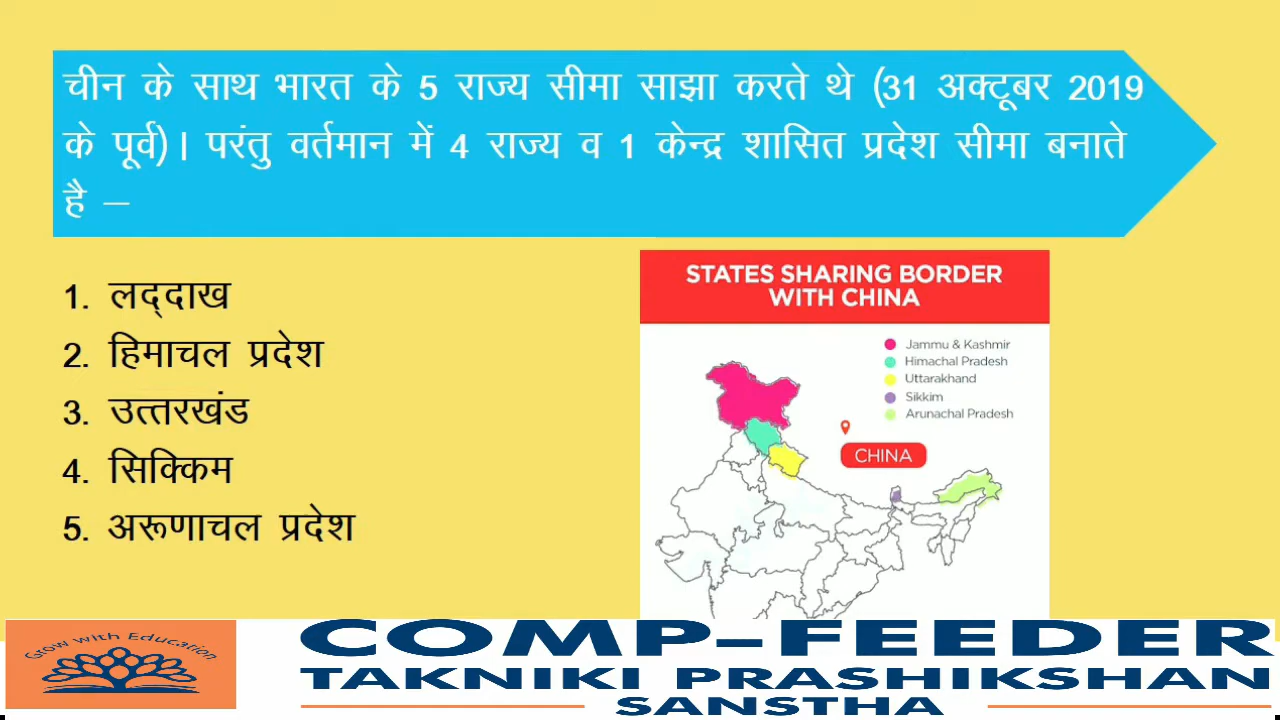 चीन के साथ भारत के 5 राज्य सीमा साझा करते थे (31 अक्टूबर 2019
के पूर्व)। परंतु वर्तमान में 4 राज्य व 1 केन्द्र शासित प्रदेश सीमा बनाते
है –
1. लद्दाख
2. हिमाचल प्रदेश
3. उत्तरखंड
4. सिक्किम
5. अरूणाचल प्रदेश
STATES SHARING BORDER
WITH CHINA
Jammu & Kashmir
Himachal Pradesh
Uttarakhand
Sikkim
Arunachal Pradesh
CHINA
Grow with Education
COMP-FEEDER
TAKNIKI PRASHIKSHAN
SANSTHA